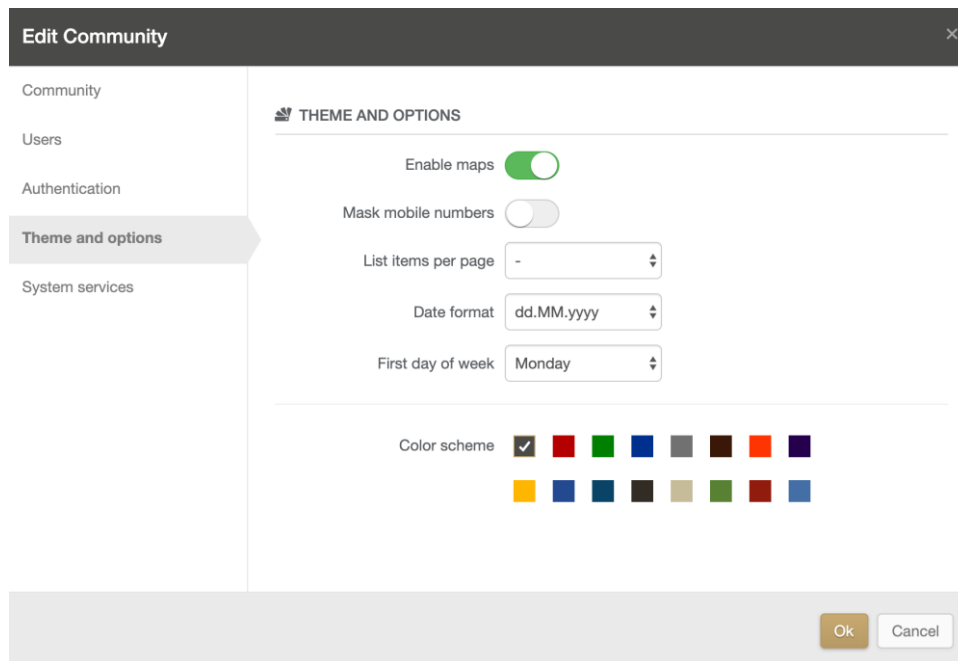 Edit Community
Community
Users
Authentication
Theme and options
System services
THEME AND OPTIONS
Enable maps
Mask mobile numbers
List items per page -
Date format dd.MM.yyyy
First day of week Monday
Color scheme
Ok Cancel